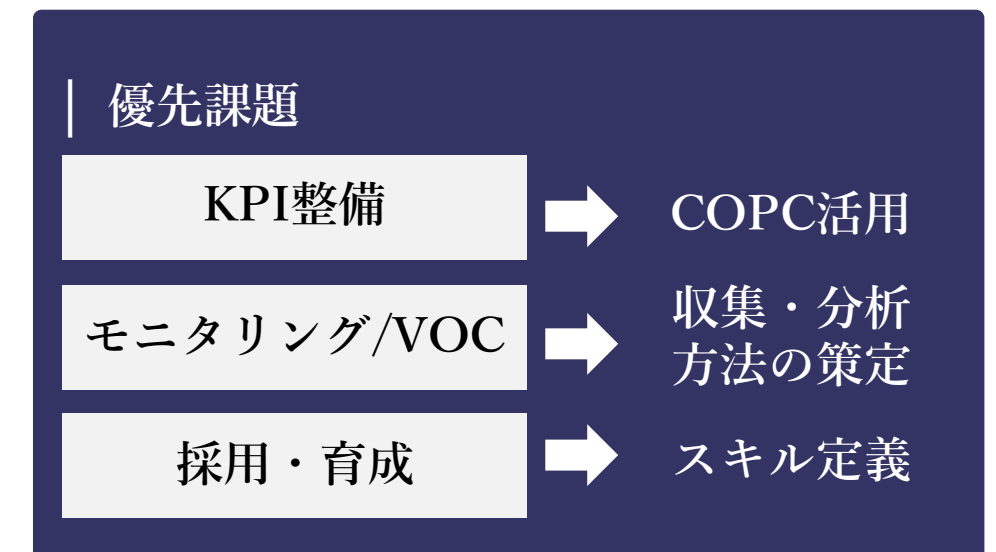 優先課題
KPI整備
COPC活用
モニタリング/VOC
収集・分析
方法の策定
採用・育成
スキル定義